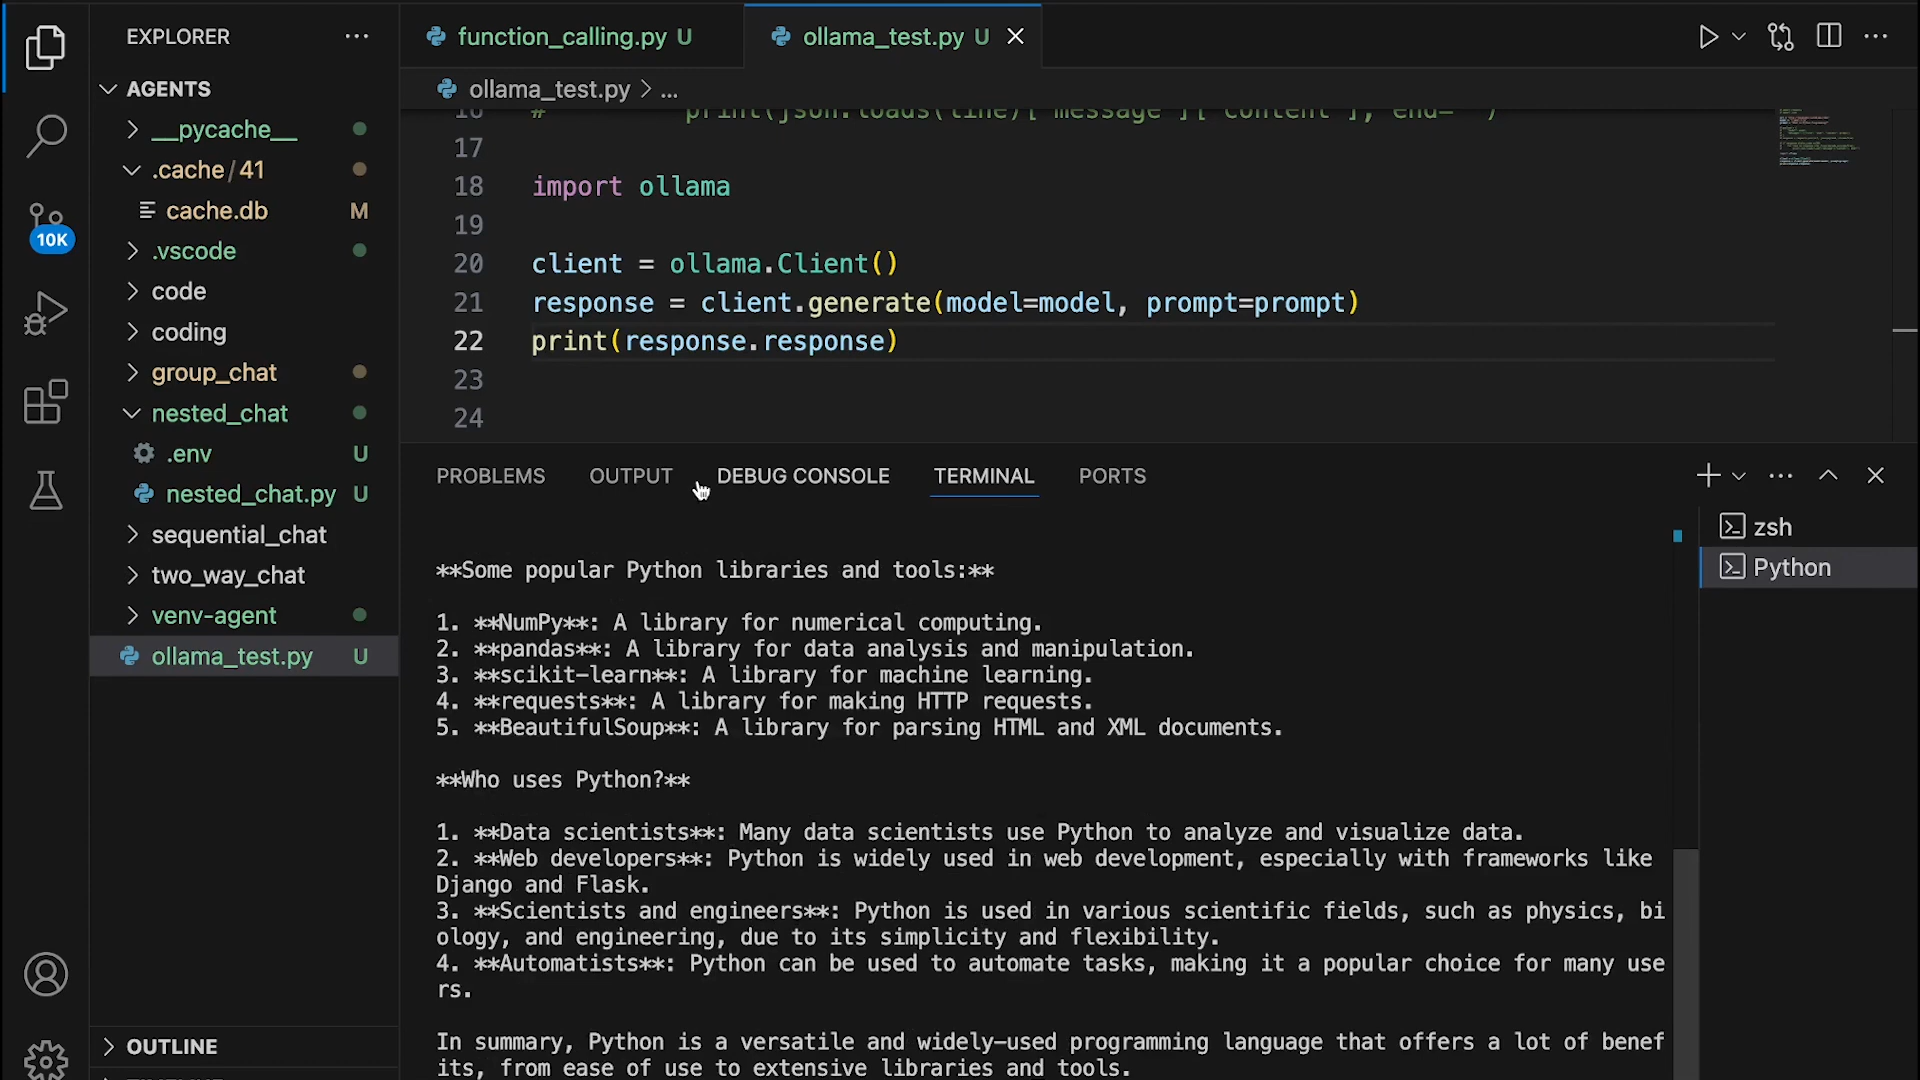 EXPLORER
AGENTS
__pycache__
.cache/41
cache.db M
.vscode
code
coding
group_chat
nested_chat
.env U
nested_chat.py U
sequential_chat
two_way_chat
venv-agent
ollama_test.py U
OUTLINE
10K
function_calling.py U
ollama_test.py U
ollama_test.py > ...
16 # print(json.loads(line)["message"]["content"], end="")
17
18 import ollama
19
20 client = ollama.Client()
21 response = client.generate(model=model, prompt=prompt)
22 print(response.response)
23
24
PROBLEMS OUTPUT DEBUG CONSOLE TERMINAL PORTS
zsh
Python
**Some popular Python libraries and tools:**
1. **NumPy**: A library for numerical computing.
2. **pandas**: A library for data analysis and manipulation.
3. **scikit-learn**: A library for machine learning.
4. **requests**: A library for making HTTP requests.
5. **BeautifulSoup**: A library for parsing HTML and XML documents.
**Who uses Python?**
1. **Data scientists**: Many data scientists use Python to analyze and visualize data.
2. **Web developers**: Python is widely used in web development, especially with frameworks like
Django and Flask.
3. **Scientists and engineers**: Python is used in various scientific fields, such as physics, bi
ology, and engineering, due to its simplicity and flexibility.
4. **Automatists**: Python can be used to automate tasks, making it a popular choice for many use
rs.
In summary, Python is a versatile and widely-used programming language that offers a lot of benef
its, from ease of use to extensive libraries and tools.